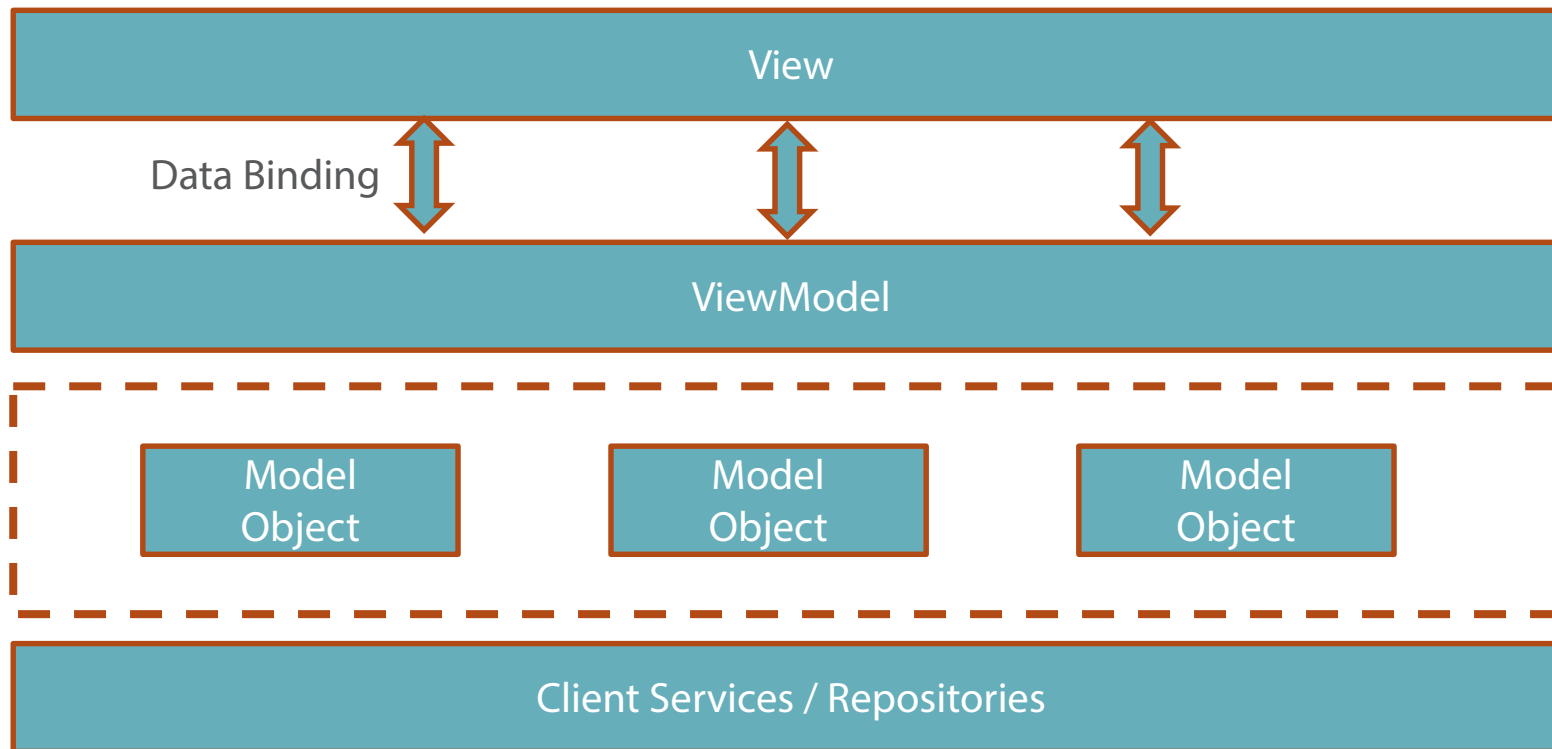 View
Data Binding
ViewModel
Model
Object
Model
Object
Model
Object
Client Services / Repositories